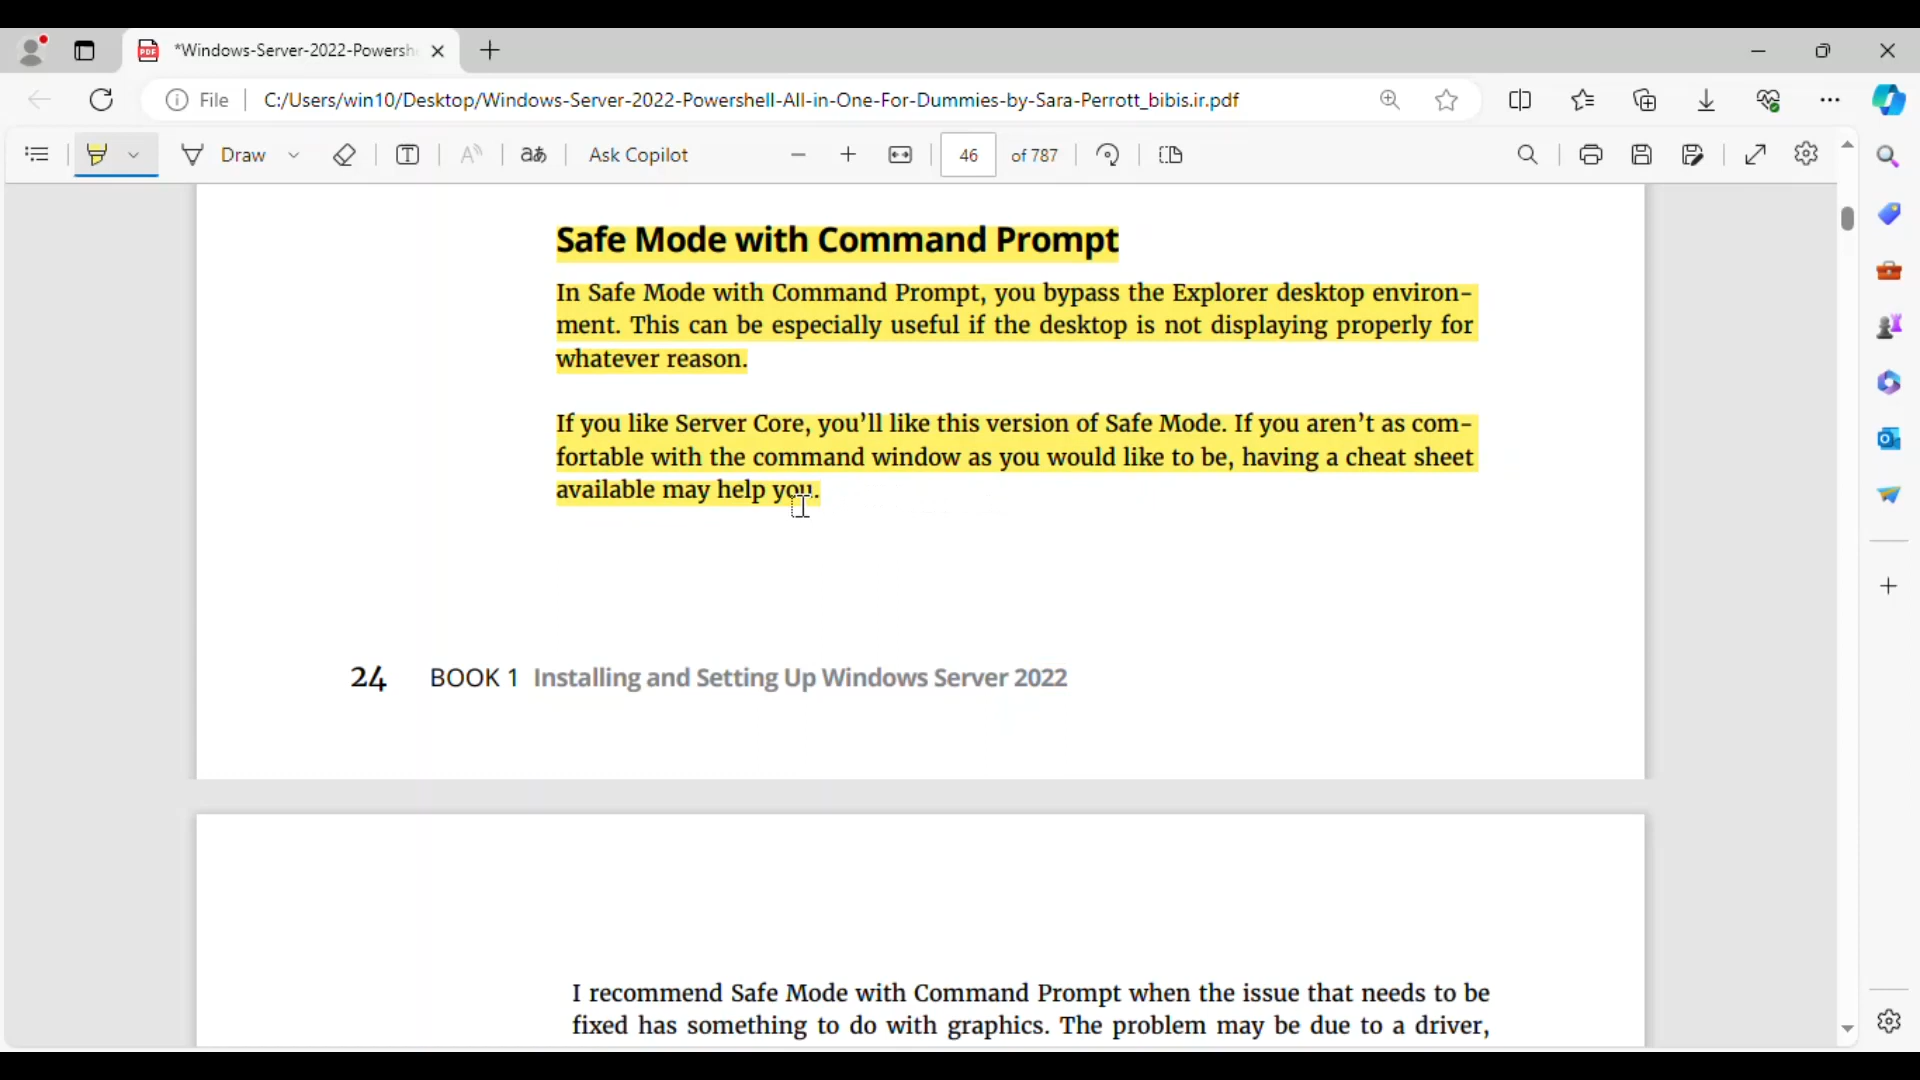 *Windows-Server-2022-Powersh
File
C:/Users/win10/Desktop/Windows-Server-2022-Powershell-All-in-One-For-Dummies-by-Sara-Perrott_bibis.ir.pdf
Draw
Ask Copilot
46
of 787
Safe Mode with Command Prompt
In Safe Mode with Command Prompt, you bypass the Explorer desktop environ-
ment. This can be especially useful if the desktop is not displaying properly for
whatever reason.
If you like Server Core, you’ll like this version of Safe Mode. If you aren’t as com-
fortable with the command window as you would like to be, having a cheat sheet
available may help you.
24 BOOK 1 Installing and Setting Up Windows Server 2022
I recommend Safe Mode with Command Prompt when the issue that needs to be
fixed has something to do with graphics. The problem may be due to a driver,